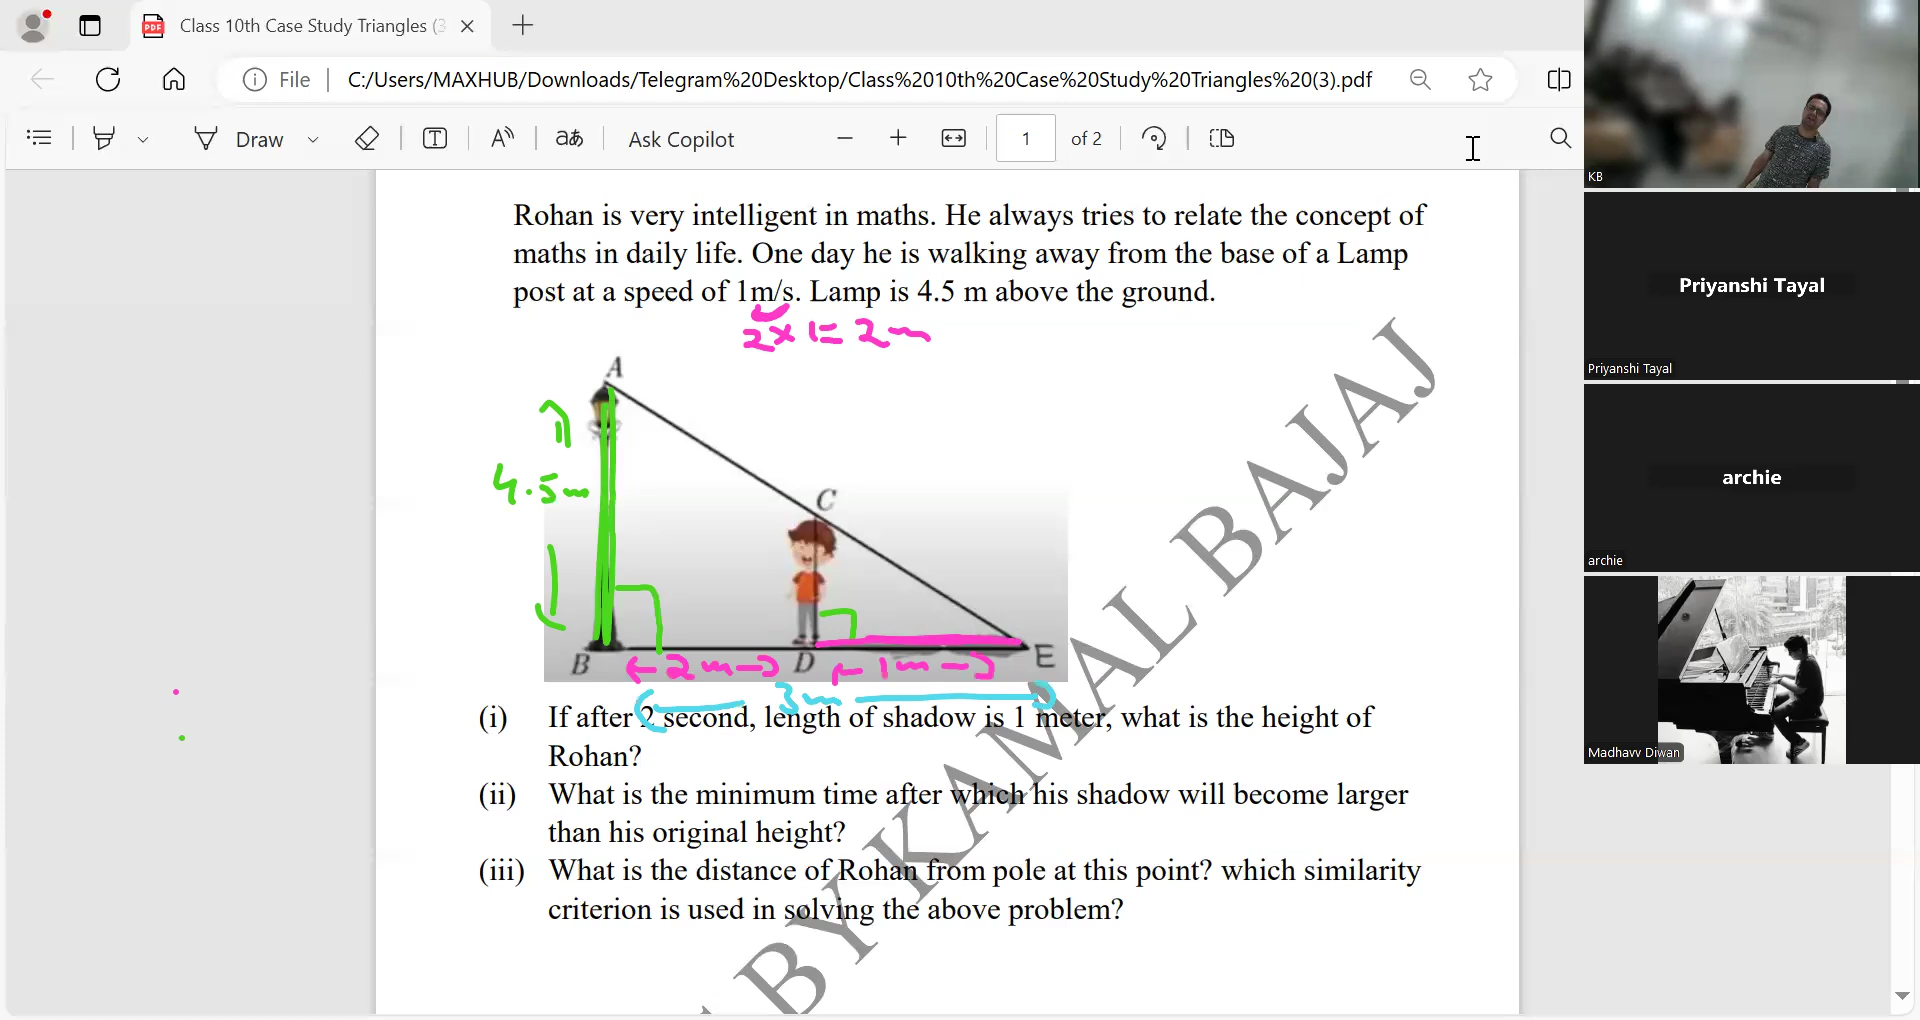 Class 10th Case Study Triangles (3
File
C:/Users/MAXHUB/Downloads/Telegram%20Desktop/Class%2010th%20Case%20Study%20Triangles%20(3).pdf
Draw
T
A
aあ
Ask Copilot
1
of 2
Rohan is very intelligent in maths. He always tries to relate the concept of
maths in daily life. One day he is walking away from the base of a Lamp
post at a speed of 1m/s. Lamp is 4.5 m above the ground.
2×1=2m
A
4.5m
C
B
2m
D
1m
E
3m
(i) If after 2 second, length of shadow is 1 meter, what is the height of
Rohan?
(ii) What is the minimum time after which his shadow will become larger
than his original height?
(iii) What is the distance of Rohan from pole at this point? which similarity
criterion is used in solving the above problem?
BY KAMAL BAJAJ
KB
Priyanshi Tayal
Priyanshi Tayal
archie
archie
Madhavv Diwan